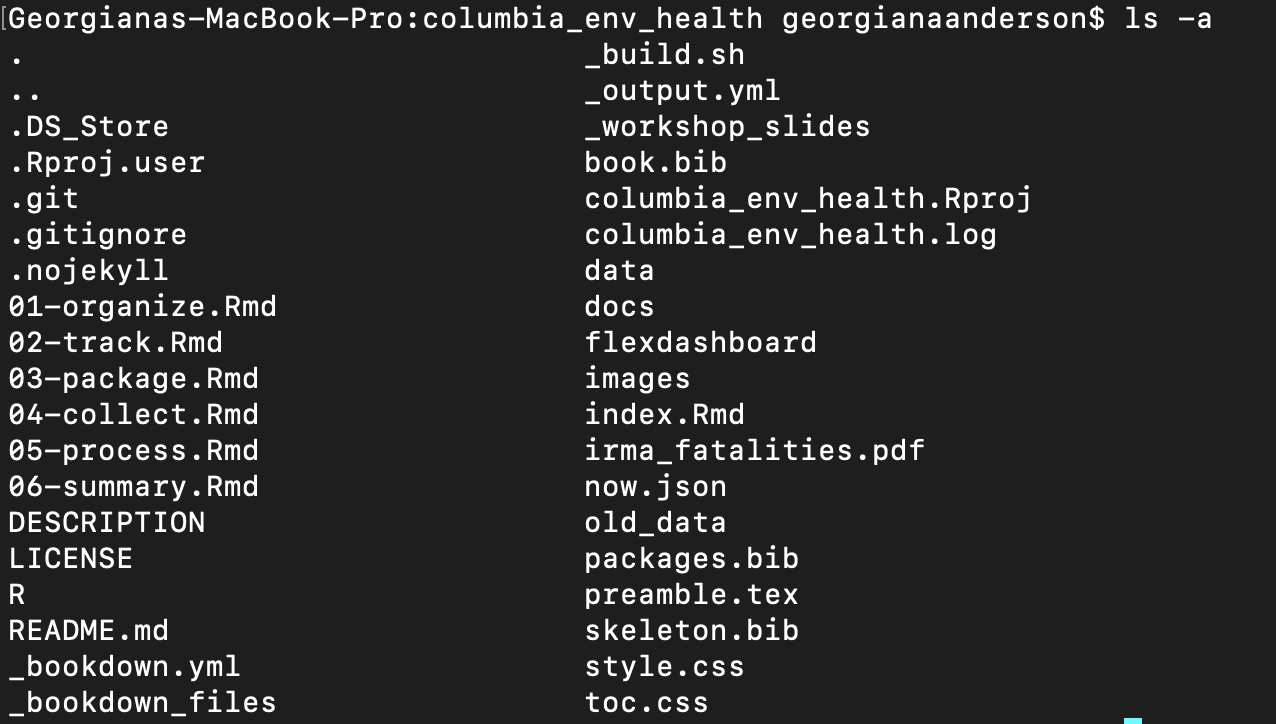 [Georgianas-MacBook-Pro:columbia_env_health georgianaanderson$ ls -a
. _build.sh
.. _output.yml
.DS_Store _workshop_slides
.Rproj.user book.bib
.git columbia_env_health.Rproj
.gitignore columbia_env_health.log
.nojekyll data
01-organize.Rmd docs
02-track.Rmd flexdashboard
03-package.Rmd images
04-collect.Rmd index.Rmd
05-process.Rmd irma_fatalities.pdf
06-summary.Rmd now.json
DESCRIPTION old_data
LICENSE packages.bib
R preamble.tex
README.md skeleton.bib
_bookdown.yml style.css
_bookdown_files toc.css